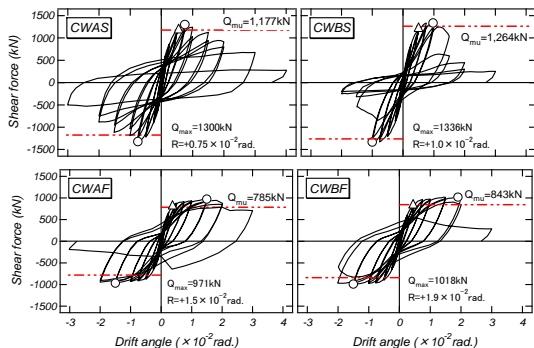 CWAS
Q_mu=1,177kN
Q_max=1300kN
R=+0.75×10⁻²rad.
Shear force (kN)
1500
1000
500
0
-500
-1000
-1500
CWBS
Q_mu=1,264kN
Q_max=1336kN
R=+1.0×10⁻²rad.
CWAF
Q_mu=785kN
Q_max=971kN
R=+1.5×10⁻²rad.
Shear force (kN)
1500
1000
500
0
-500
-1000
-1500
-3 -2 -1 0 1 2 3 4
Drift angle (×10⁻²rad.)
CWBF
Q_mu=843kN
Q_max=1018kN
R=+1.9×10⁻²rad.
-3 -2 -1 0 1 2 3 4
Drift angle (×10⁻²rad.)